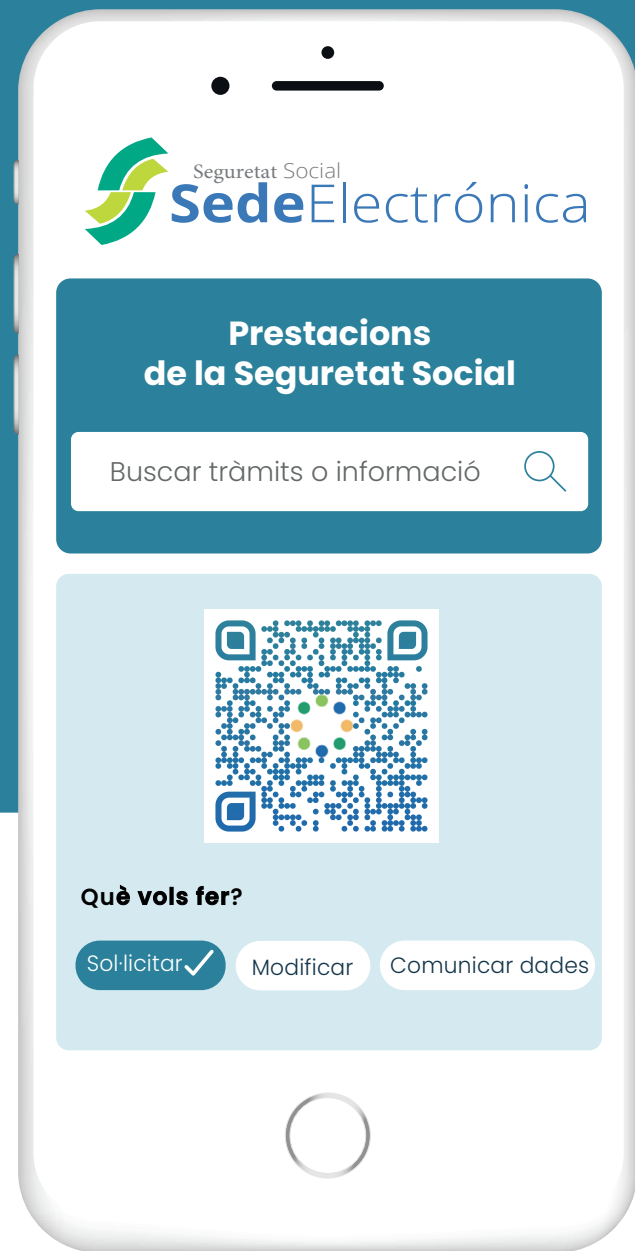 Seguretat Social
SedeElectrónica
Prestacions
de la Seguretat Social
Buscar tràmits o informació
Què vols fer?
Sol·licitar Modificar Comunicar dades